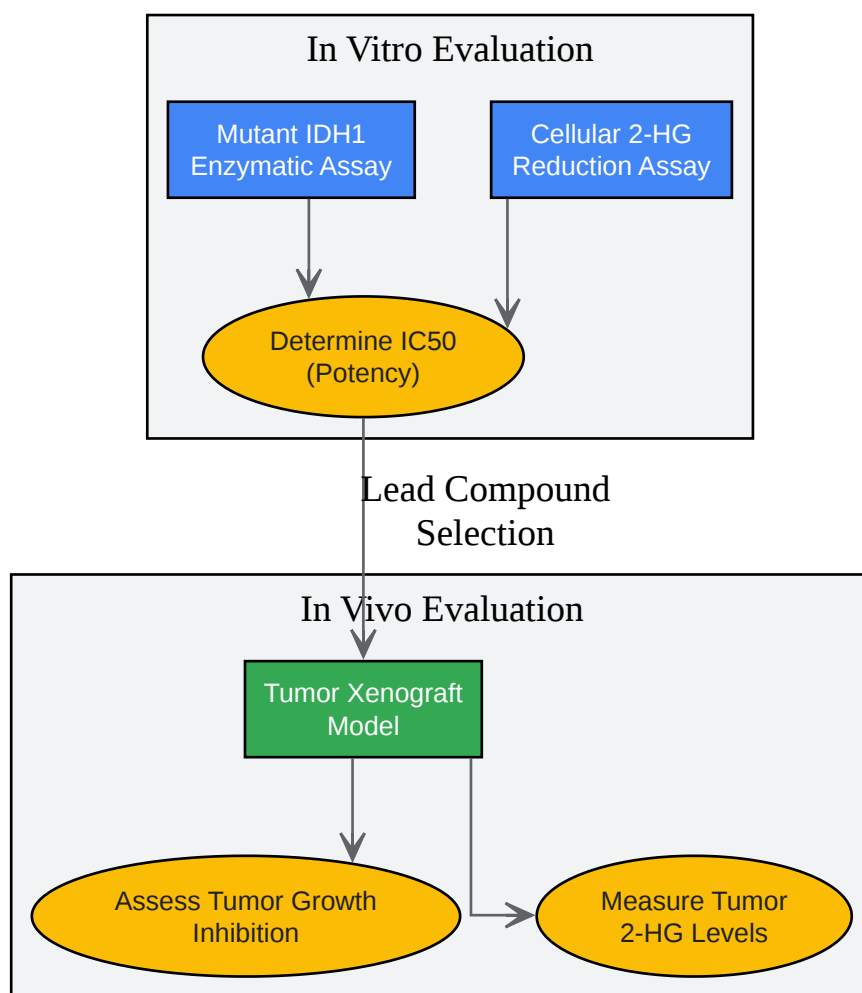 In Vitro Evaluation
Mutant IDH1
Enzymatic Assay
Cellular 2-HG
Reduction Assay
Determine IC50
(Potency)
Lead Compound
Selection
In Vivo Evaluation
Tumor Xenograft
Model
Assess Tumor Growth
Inhibition
Measure Tumor
2-HG Levels